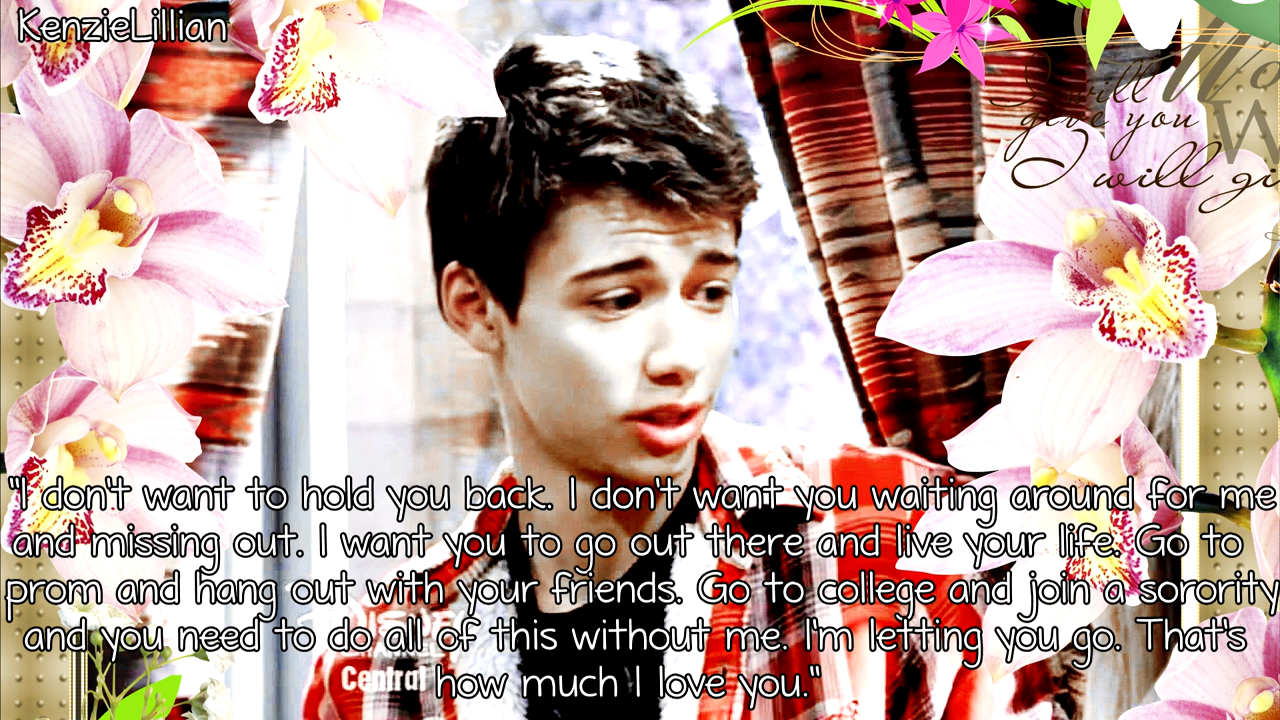 KenzieLillian
Wo
I will
give you
W
I will gi
"I don't want to hold you back. I don't want you waiting around for me
and missing out. I want you to go out there and live your life. Go to
prom and hang out with your friends. Go to college and join a sorority
and you need to do all of this without me. I'm letting you go. That's
Central
how much I love you."